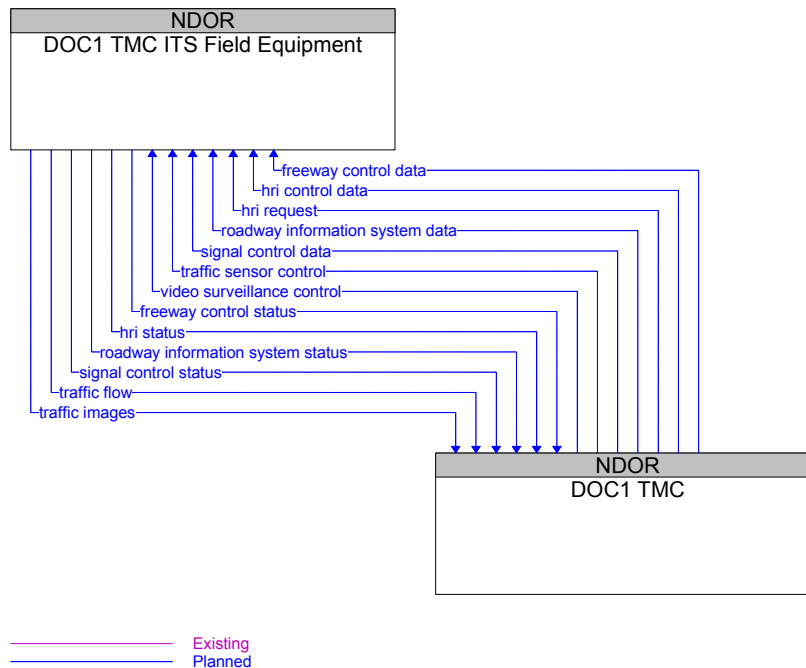 NDOR
DOC1 TMC ITS Field Equipment
freeway control data
hri control data
hri request
roadway information system data
signal control data
traffic sensor control
video surveillance control
freeway control status
hri status
roadway information system status
signal control status
traffic flow
traffic images
NDOR
DOC1 TMC
Existing
Planned